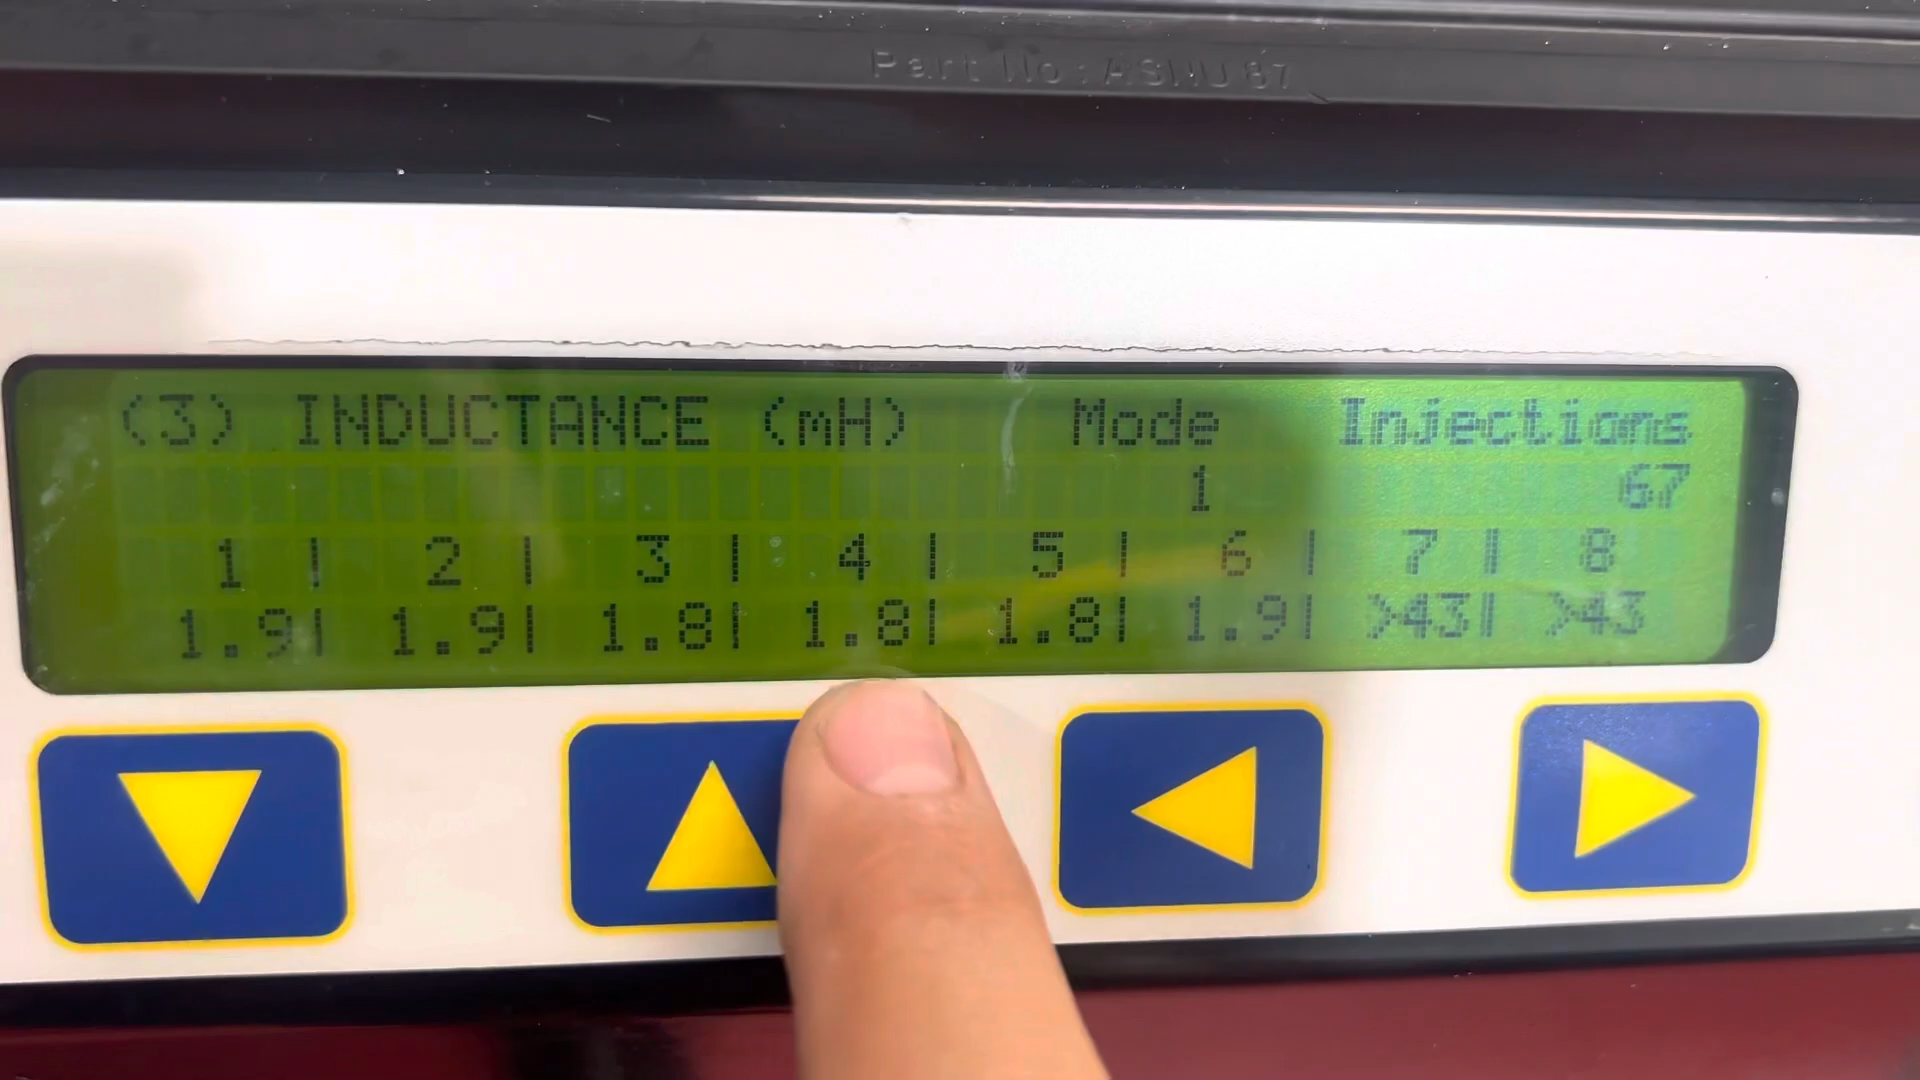 Part No : ASNU 87
(3) INDUCTANCE (mH) Mode Injections
1 67
1| 2| 3| 4| 5| 6| 7| 8
1.9| 1.9| 1.8| 1.8| 1.8| 1.9| >43| >43